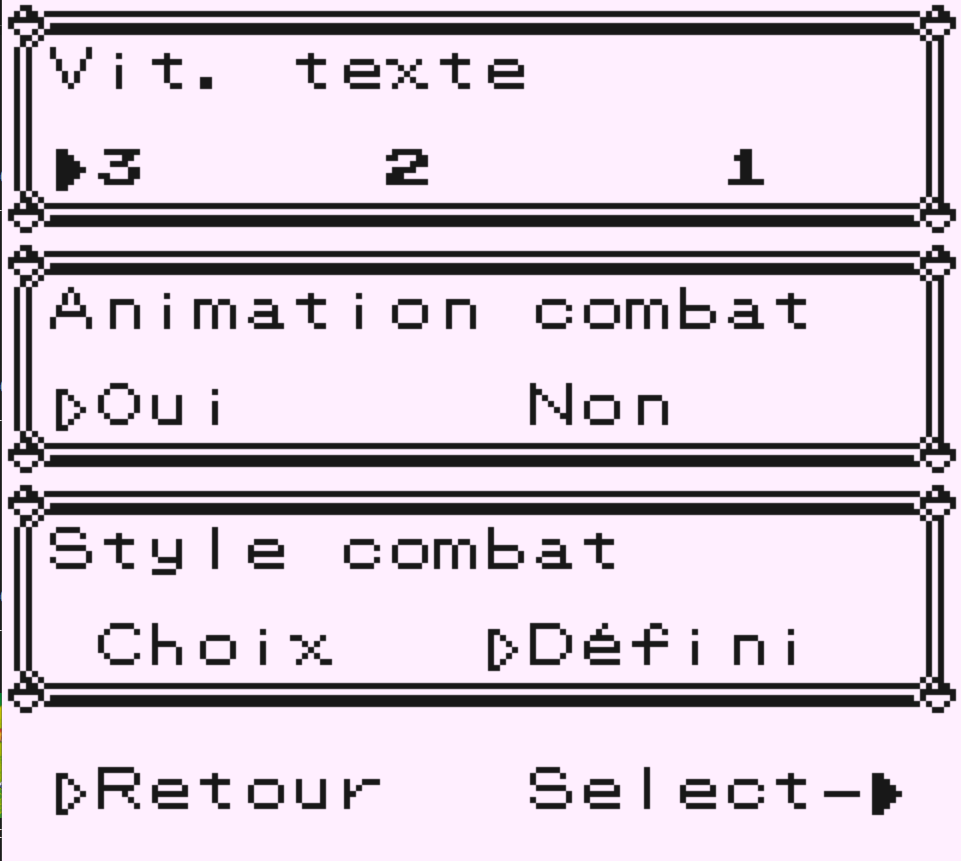 Vit. texte
▶3 2 1
Animation combat
▷Oui Non
Style combat
Choix ▷Défini
▷Retour Select-▶